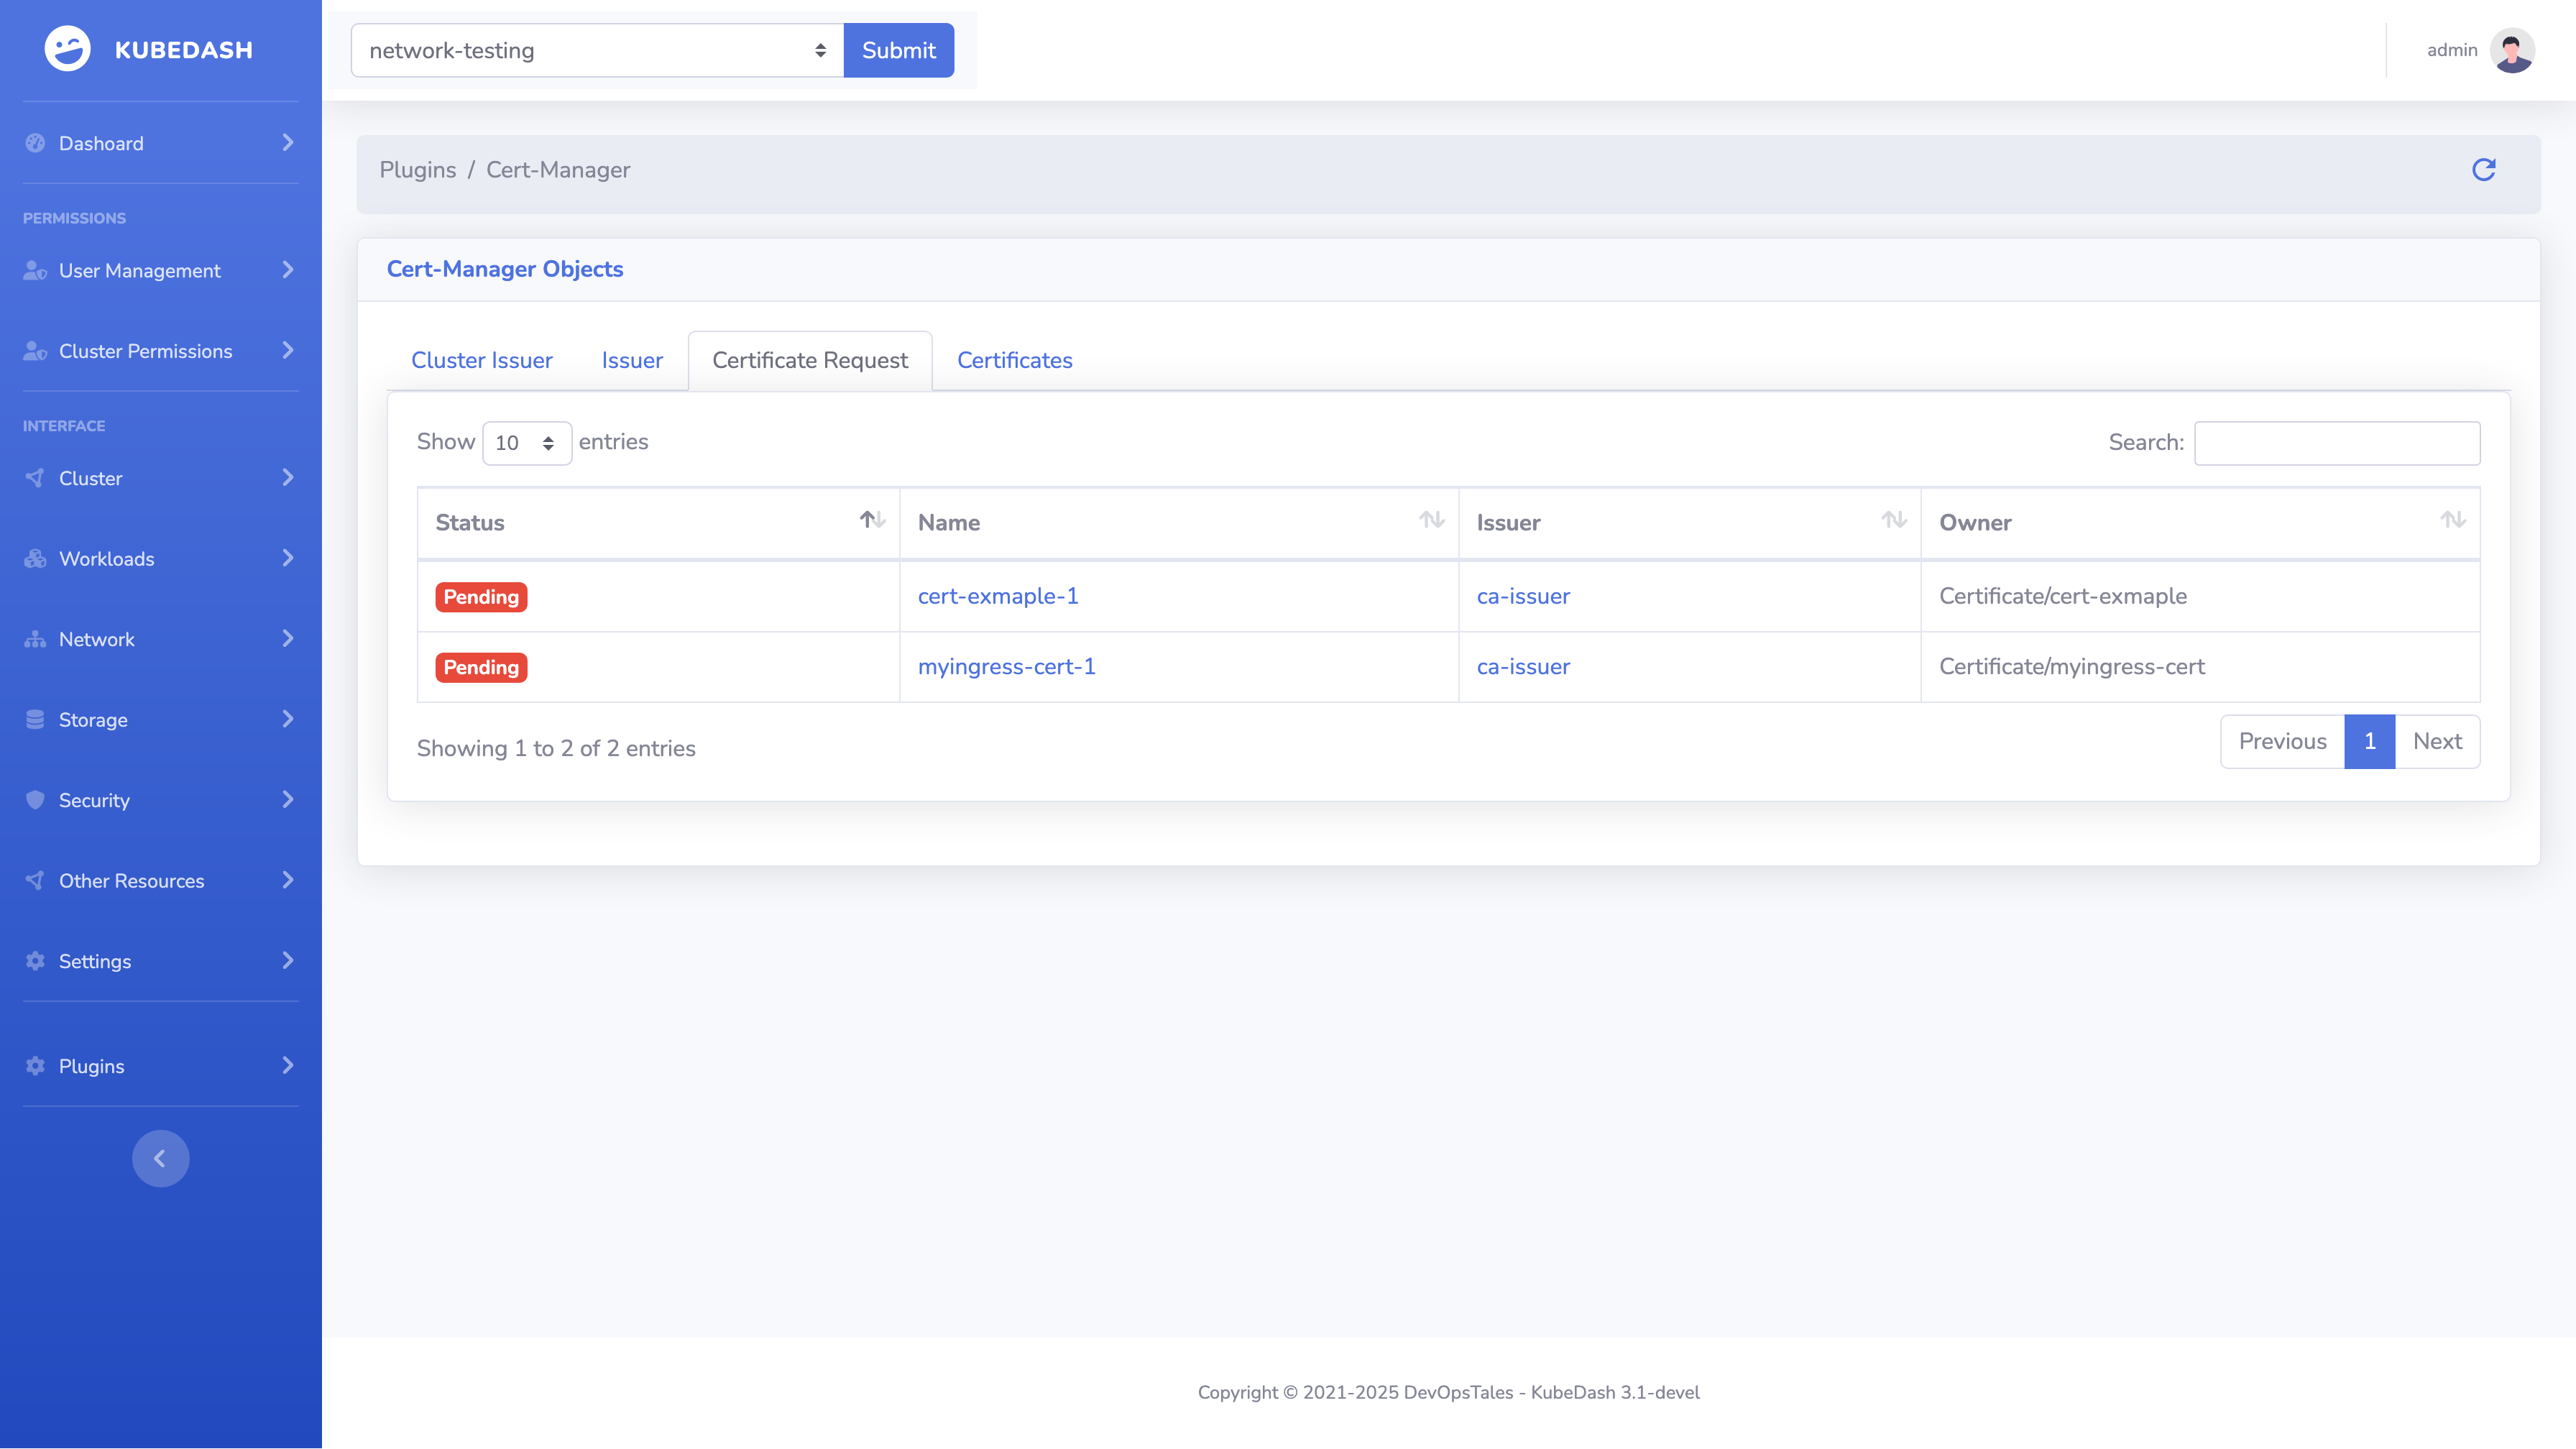 KUBEDASH
network-testing
Submit
admin
Dashoard
PERMISSIONS
User Management
Cluster Permissions
INTERFACE
Cluster
Workloads
Network
Storage
Security
Other Resources
Settings
Plugins
Plugins / Cert-Manager
Cert-Manager Objects
Cluster Issuer Issuer Certificate Request Certificates
Show 10 entries
Search:
Status Name Issuer Owner
Pending cert-exmaple-1 ca-issuer Certificate/cert-exmaple
Pending myingress-cert-1 ca-issuer Certificate/myingress-cert
Showing 1 to 2 of 2 entries
Previous 1 Next
Copyright © 2021-2025 DevOpsTales - KubeDash 3.1-devel